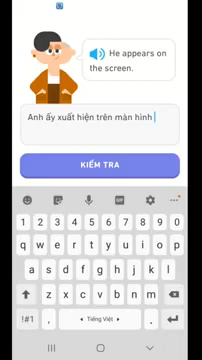 He appears on
the screen.
Anh ấy xuất hiện trên màn hình
KIỂM TRA
GIF
1 2 3 4 5 6 7 8 9 0
q w e r t y u i o p
a s d f g h j k l
z x c v b n m
!#1 , Tiếng Việt .